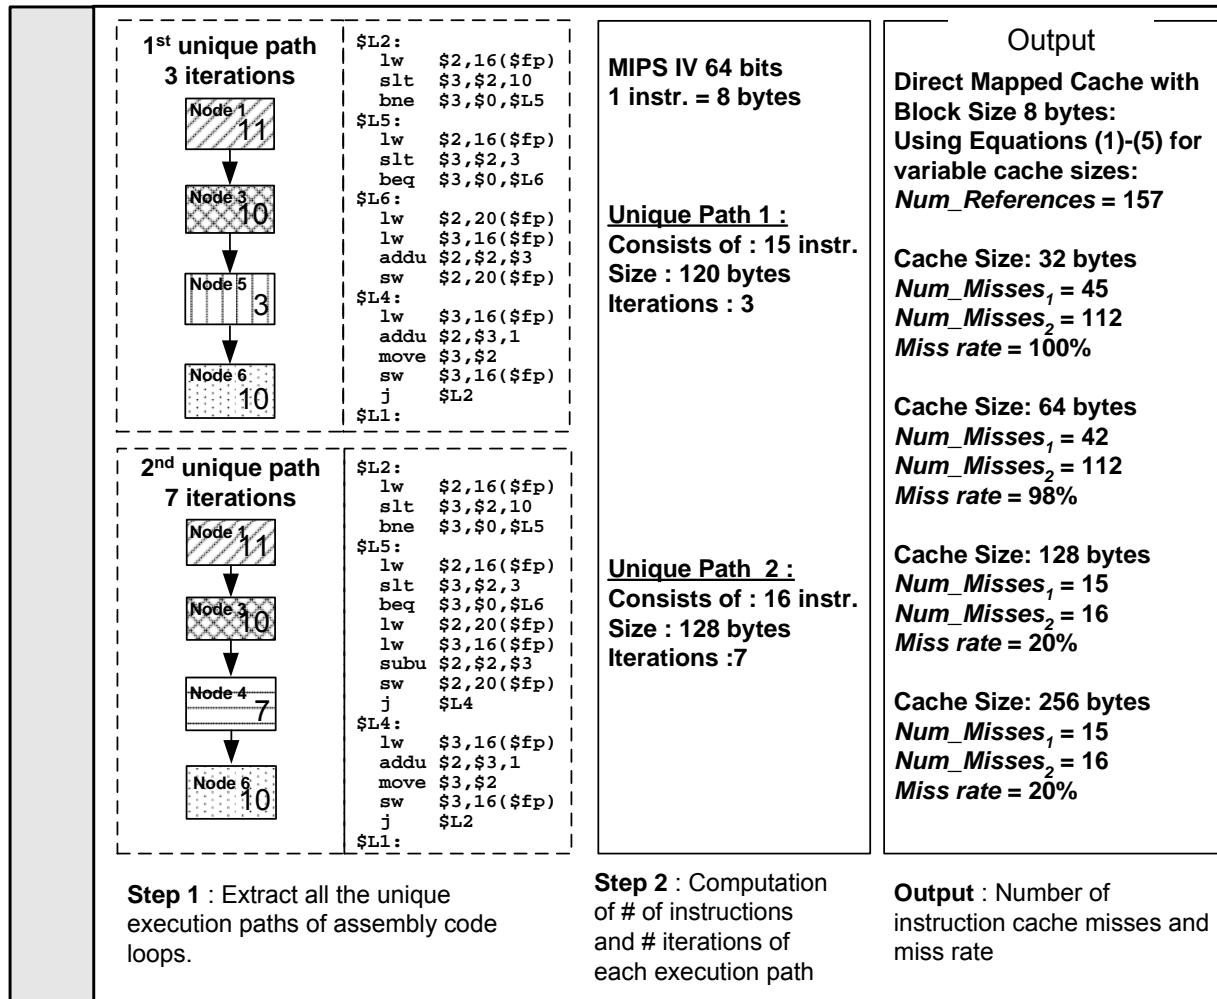 1st unique path
3 iterations
Node 1
11
Node 3
10
Node 5
3
Node 6
10
$L2:
lw $2,16($fp)
slt $3,$2,10
bne $3,$0,$L5
$L5:
lw $2,16($fp)
slt $3,$2,3
beq $3,$0,$L6
$L6:
lw $2,20($fp)
lw $3,16($fp)
addu $2,$2,$3
sw $2,20($fp)
$L4:
lw $3,16($fp)
addu $2,$3,1
move $3,$2
sw $3,16($fp)
j $L2
$L1:
2nd unique path
7 iterations
Node 1
11
Node 3
10
Node 4
7
Node 6
10
$L2:
lw $2,16($fp)
slt $3,$2,10
bne $3,$0,$L5
$L5:
lw $2,16($fp)
slt $3,$2,3
beq $3,$0,$L6
lw $2,20($fp)
lw $3,16($fp)
subu $2,$2,$3
sw $2,20($fp)
j $L4
$L4:
lw $3,16($fp)
addu $2,$3,1
move $3,$2
sw $3,16($fp)
j $L2
$L1:
Step 1 : Extract all the unique
execution paths of assembly code
loops.
MIPS IV 64 bits
1 instr. = 8 bytes
Unique Path 1 :
Consists of : 15 instr.
Size : 120 bytes
Iterations : 3
Unique Path 2 :
Consists of : 16 instr.
Size : 128 bytes
Iterations :7
Step 2 : Computation
of # of instructions
and # iterations of
each execution path
Output
Direct Mapped Cache with
Block Size 8 bytes:
Using Equations (1)-(5) for
variable cache sizes:
Num_References = 157
Cache Size: 32 bytes
Num_Misses1 = 45
Num_Misses2 = 112
Miss rate = 100%
Cache Size: 64 bytes
Num_Misses1 = 42
Num_Misses2 = 112
Miss rate = 98%
Cache Size: 128 bytes
Num_Misses1 = 15
Num_Misses2 = 16
Miss rate = 20%
Cache Size: 256 bytes
Num_Misses1 = 15
Num_Misses2 = 16
Miss rate = 20%
Output : Number of
instruction cache misses and
miss rate